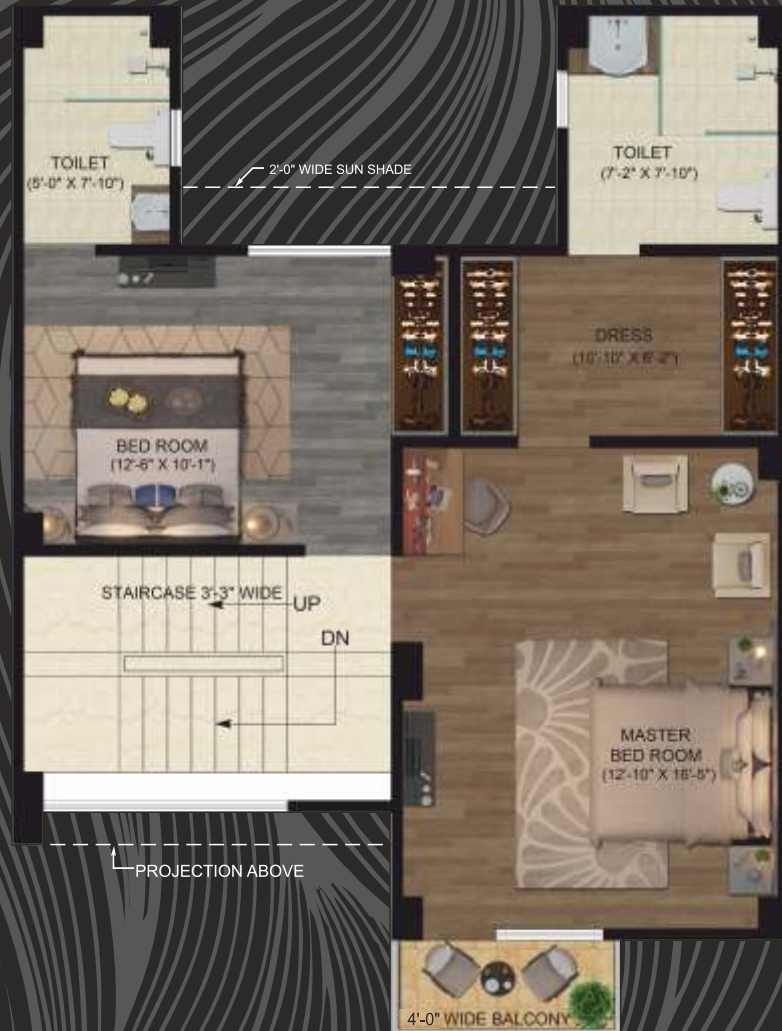 TOILET
(5'-0" X 7'-10")
2'-0" WIDE SUN SHADE
TOILET
(7'-2" X 7'-10")
DRESS
(10'-10" X 6'-2")
BED ROOM
(12'-6" X 10'-1")
STAIRCASE 3'-3" WIDE
UP
DN
MASTER
BED ROOM
(12'-10" X 16'-5")
PROJECTION ABOVE
4'-0" WIDE BALCONY